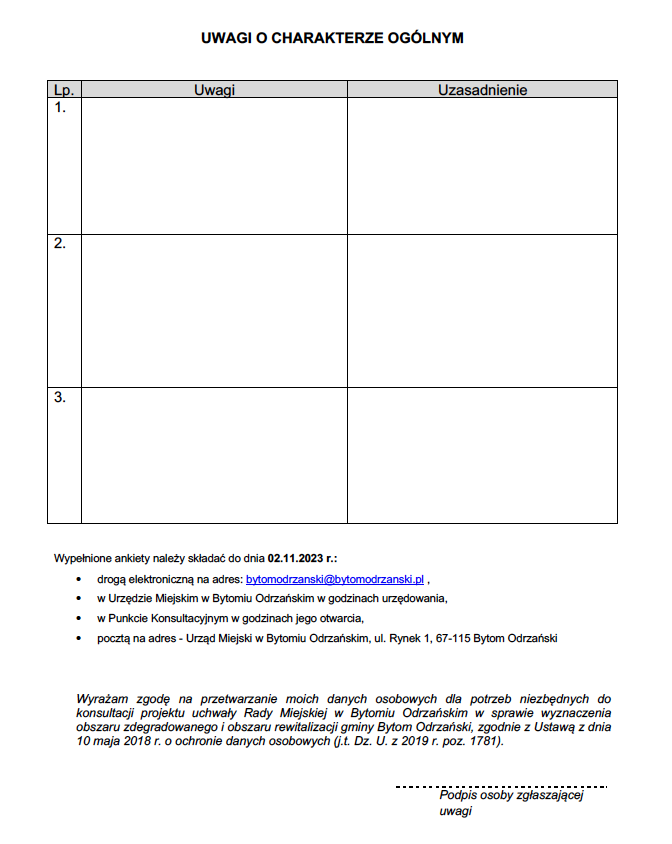 UWAGI O CHARAKTERZE OGÓLNYM
Lp. Uwagi Uzasadnienie
1.
2.
3.
Wypełnione ankiety należy składać do dnia 02.11.2023 r.:
• drogą elektroniczną na adres: bytomodrzanski@bytomodrzanski.pl ,
• w Urzędzie Miejskim w Bytomiu Odrzańskim w godzinach urzędowania,
• w Punkcie Konsultacyjnym w godzinach jego otwarcia,
• pocztą na adres - Urząd Miejski w Bytomiu Odrzańskim, ul. Rynek 1, 67-115 Bytom Odrzański
Wyrażam zgodę na przetwarzanie moich danych osobowych dla potrzeb niezbędnych do
konsultacji projektu uchwały Rady Miejskiej w Bytomiu Odrzańskim w sprawie wyznaczenia
obszaru zdegradowanego i obszaru rewitalizacji gminy Bytom Odrzański, zgodnie z Ustawą z dnia
10 maja 2018 r. o ochronie danych osobowych (j.t. Dz. U. z 2019 r. poz. 1781).
Podpis osoby zgłaszającej
uwagi